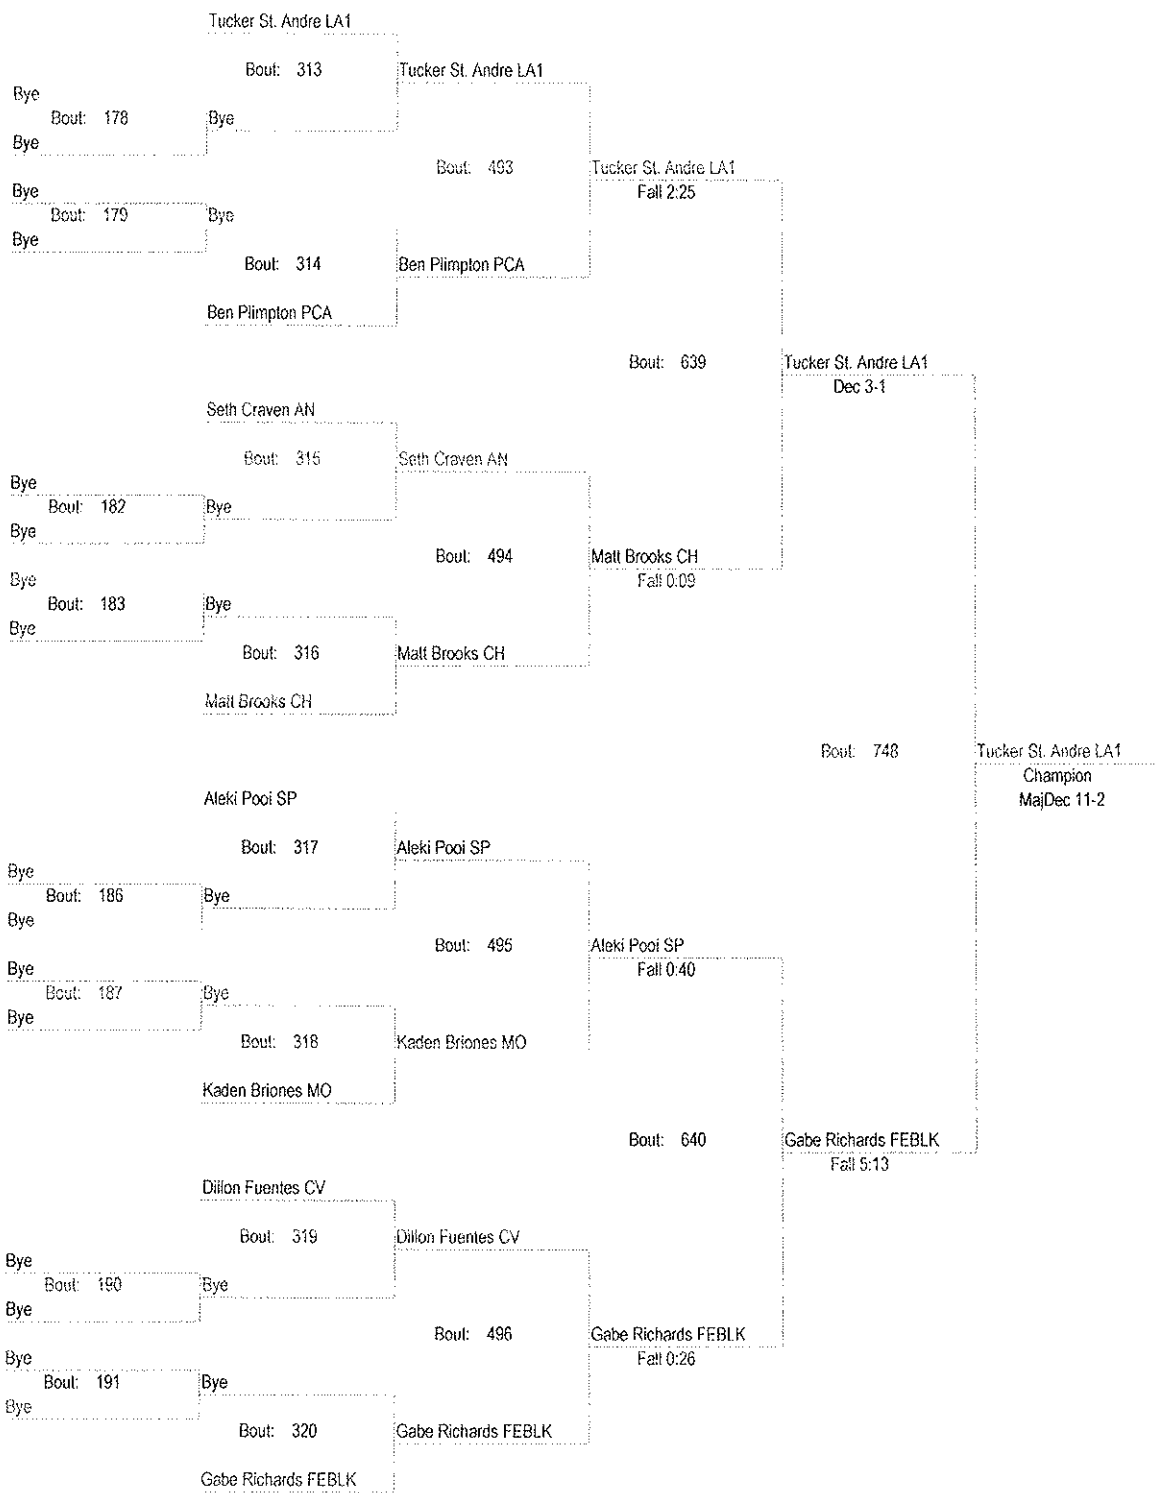 Tucker St. Andre LA1
Bout: 313
Tucker St. Andre LA1
Bye
Bout: 178
Bye
Bye
Bout: 493
Tucker St. Andre LA1
Fall 2:25
Bye
Bout: 179
Bye
Bye
Bout: 314
Ben Plimpton PCA
Ben Plimpton PCA
Bout: 639
Tucker St. Andre LA1
Dec 3-1
Seth Craven AN
Bout: 315
Seth Craven AN
Bye
Bout: 182
Bye
Bye
Bout: 494
Matt Brooks CH
Fall 0:09
Bye
Bout: 183
Bye
Bye
Bout: 316
Matt Brooks CH
Matt Brooks CH
Bout: 748
Tucker St. Andre LA1
Champion
MajDec 11-2
Aleki Pooi SP
Bout: 317
Aleki Pooi SP
Bye
Bout: 186
Bye
Bye
Bout: 495
Aleki Pooi SP
Fall 0:40
Bye
Bout: 187
Bye
Bye
Bout: 318
Kaden Briones MO
Kaden Briones MO
Bout: 640
Gabe Richards FEBLK
Fall 5:13
Dillon Fuentes CV
Bout: 319
Dillon Fuentes CV
Bye
Bout: 190
Bye
Bye
Bout: 496
Gabe Richards FEBLK
Fall 0:26
Bye
Bout: 191
Bye
Bye
Bout: 320
Gabe Richards FEBLK
Gabe Richards FEBLK